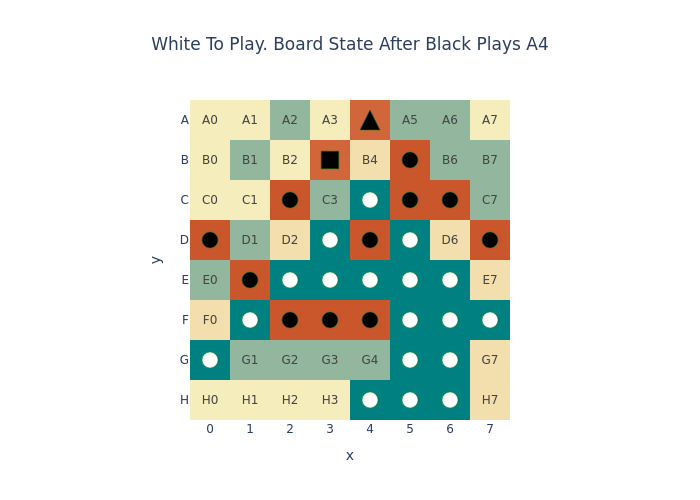 White To Play. Board State After Black Plays A4
A A0 A1 A2 A3 A5 A6 A7
B B0 B1 B2 B4 B6 B7
C C0 C1 C3 C7
D D1 D2 D6
y
E E0 E7
F F0
G G1 G2 G3 G4 G7
H H0 H1 H2 H3 H7
0 1 2 3 4 5 6 7
x